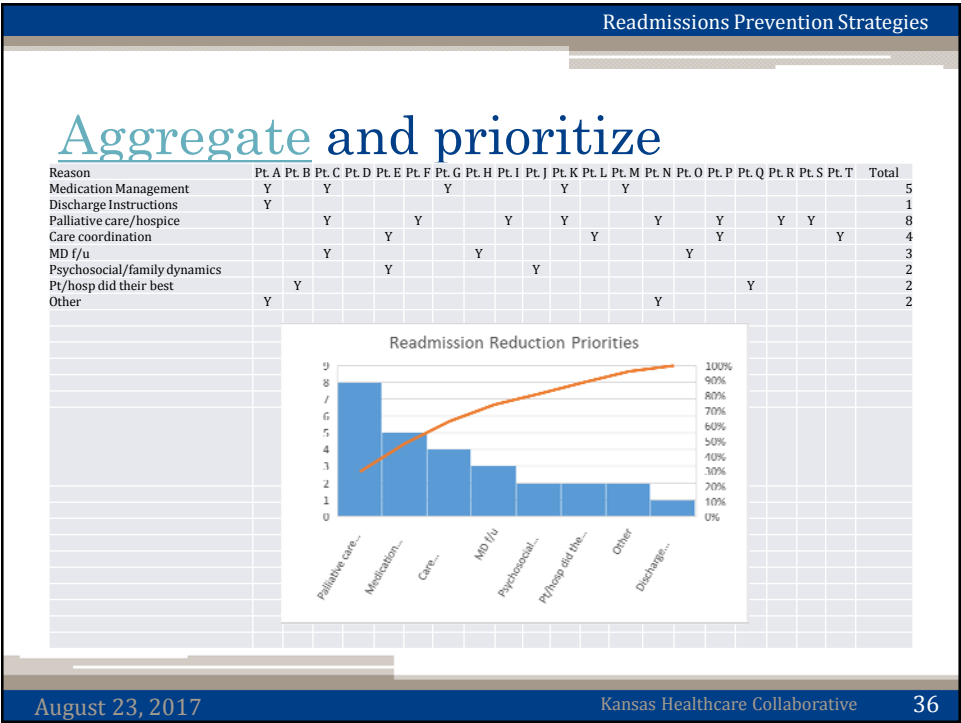 Readmissions Prevention Strategies
Aggregate and prioritize
Reason Pt. A Pt. B Pt. C Pt. D Pt. E Pt. F Pt. G Pt. H Pt. I Pt. J Pt. K Pt. L Pt. M Pt. N Pt. O Pt. P Pt. Q Pt. R Pt. S Pt. T Total
Medication Management Y Y Y Y Y 5
Discharge Instructions Y 1
Palliative care/hospice Y Y Y Y Y Y Y Y 8
Care coordination Y Y Y Y 4
MD f/u Y Y Y 3
Psychosocial/family dynamics Y Y 2
Pt/hosp did their best Y Y 2
Other Y Y 2
Readmission Reduction Priorities
9 100%
8 90%
7 80%
6 70%
5 60%
4 50%
3 40%
2 30%
1 20%
0 10%
0%
Palliative care...
Medication...
Care...
MD f/u
Psychosocial...
Pt/hosp did the...
Other
Discharge...
August 23, 2017 Kansas Healthcare Collaborative 36